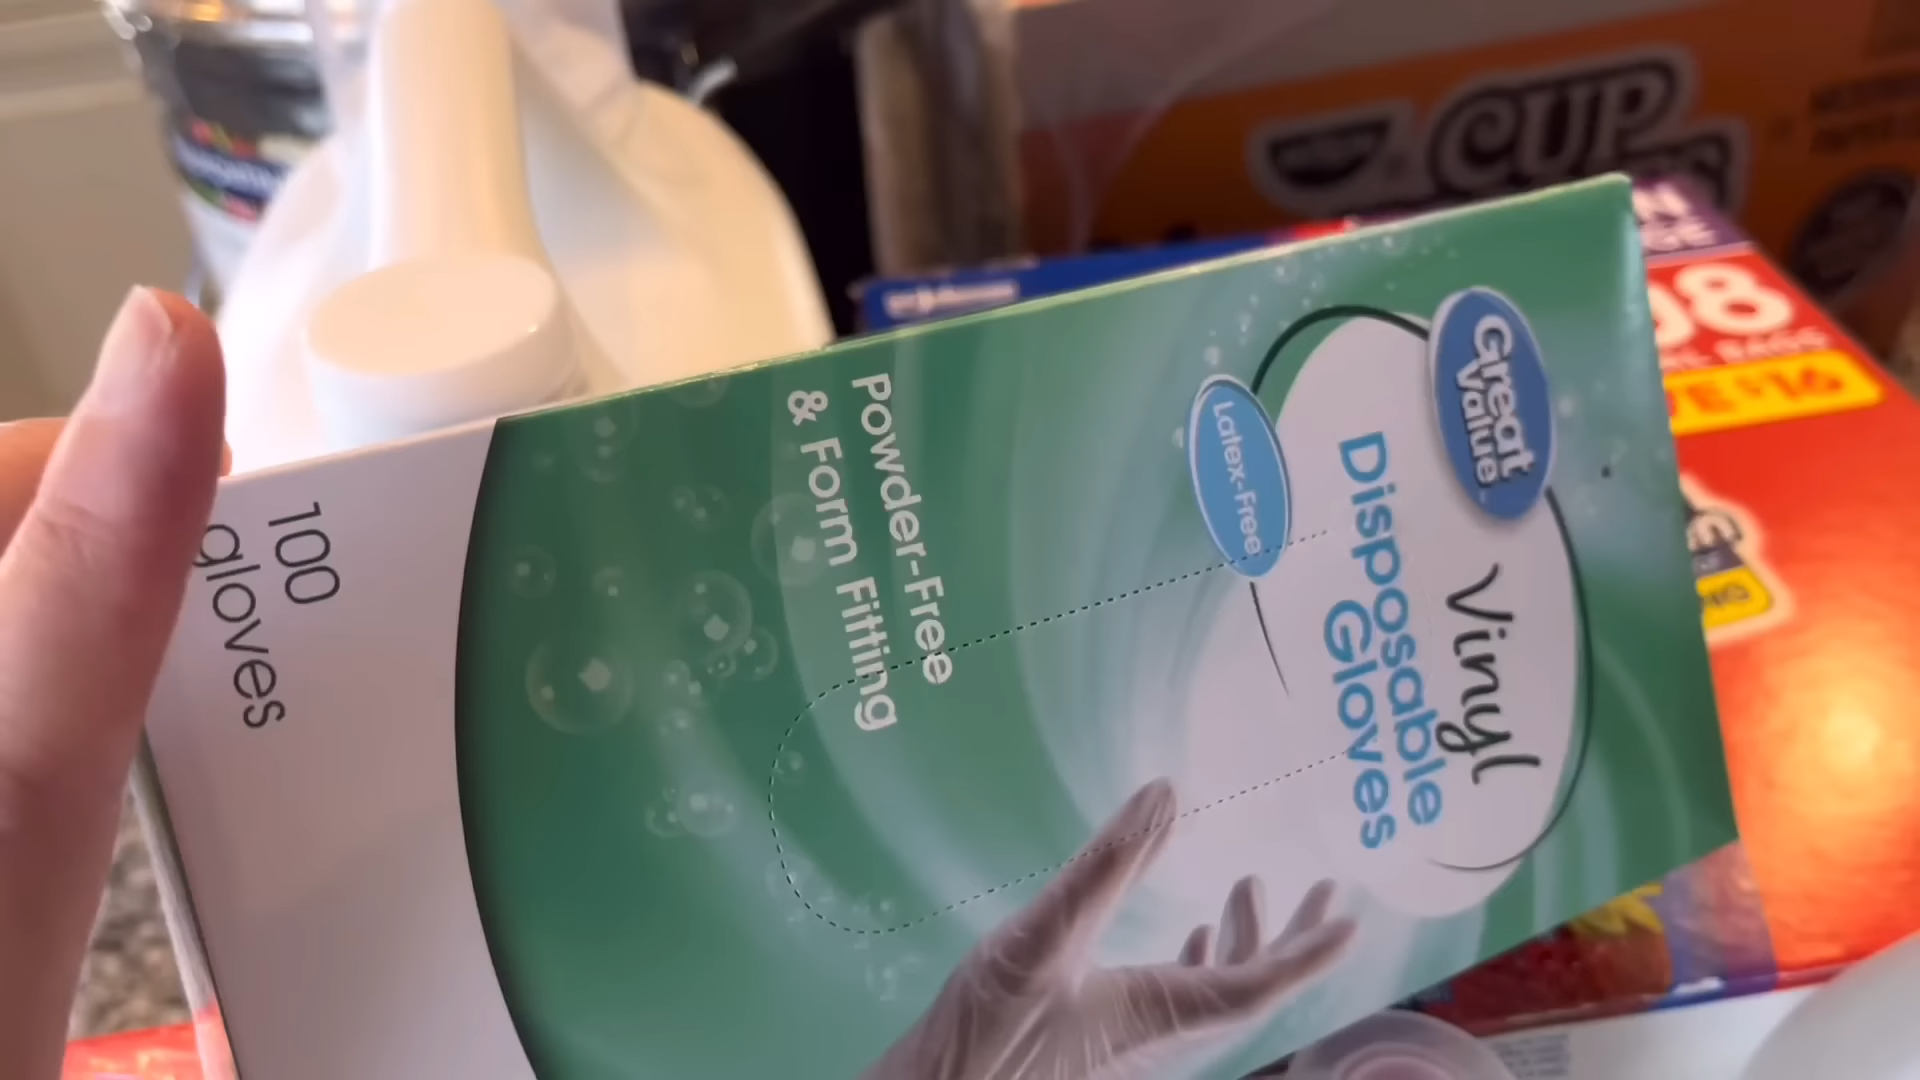 Great
Value
Vinyl
Disposable
Gloves
Latex-Free
Powder-Free
& Form Fitting
100
gloves
CUP